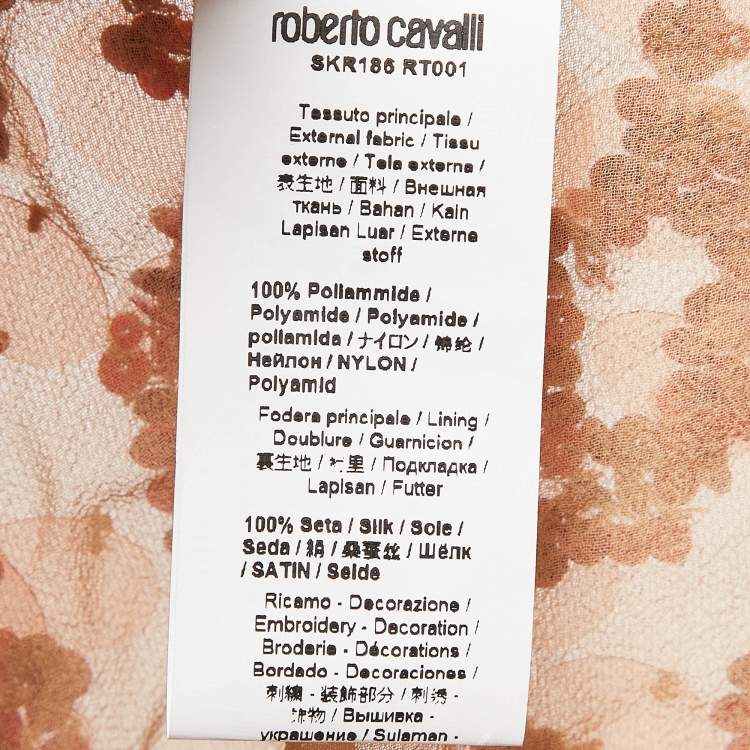 roberto cavalli
SKR186 RT001
Tessuto principale /
External fabric / Tissu
externe / Tela externa /
表生地 / 面料 / Внешная
ткань / Bahan / Kain
Lapisan Luar / Externe
stoff
100% Poliammide /
Polyamide / Polyamide /
poliamida / ナイロン / 锦纶 /
Нейлон / NYLON /
Polyamid
Fodera principale / Lining /
Doublure / Guarnicion /
裏生地 / 衬里 / Подкладка /
Lapisan / Futter
100% Seta / Silk / Soie /
Seda / 絹 / 桑蚕丝 / Шёлк
/ SATIN / Seide
Ricamo - Decorazione /
Embroidery - Decoration /
Broderie - Décorations /
Bordado - Decoraciones /
刺繍 - 装飾部分 / 刺绣 -
饰物 / Вышивка -
украшение / Sulaman -